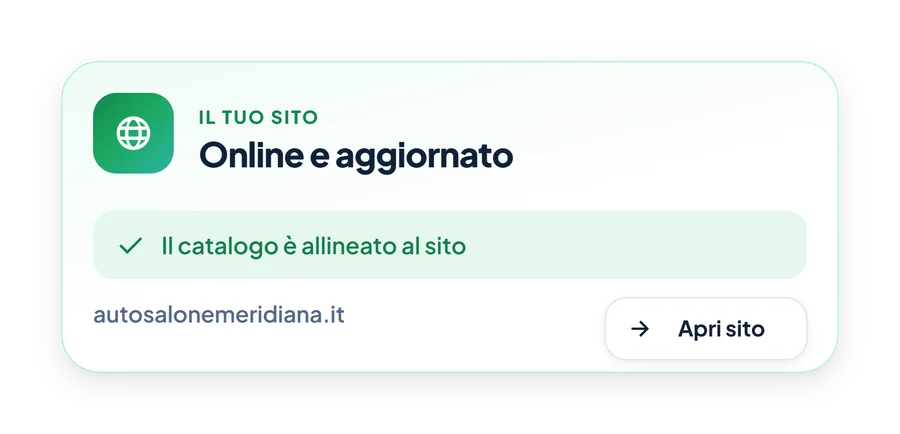 IL TUO SITO
Online e aggiornato
Il catalogo è allineato al sito
autosalonemeridiana.it
Apri sito